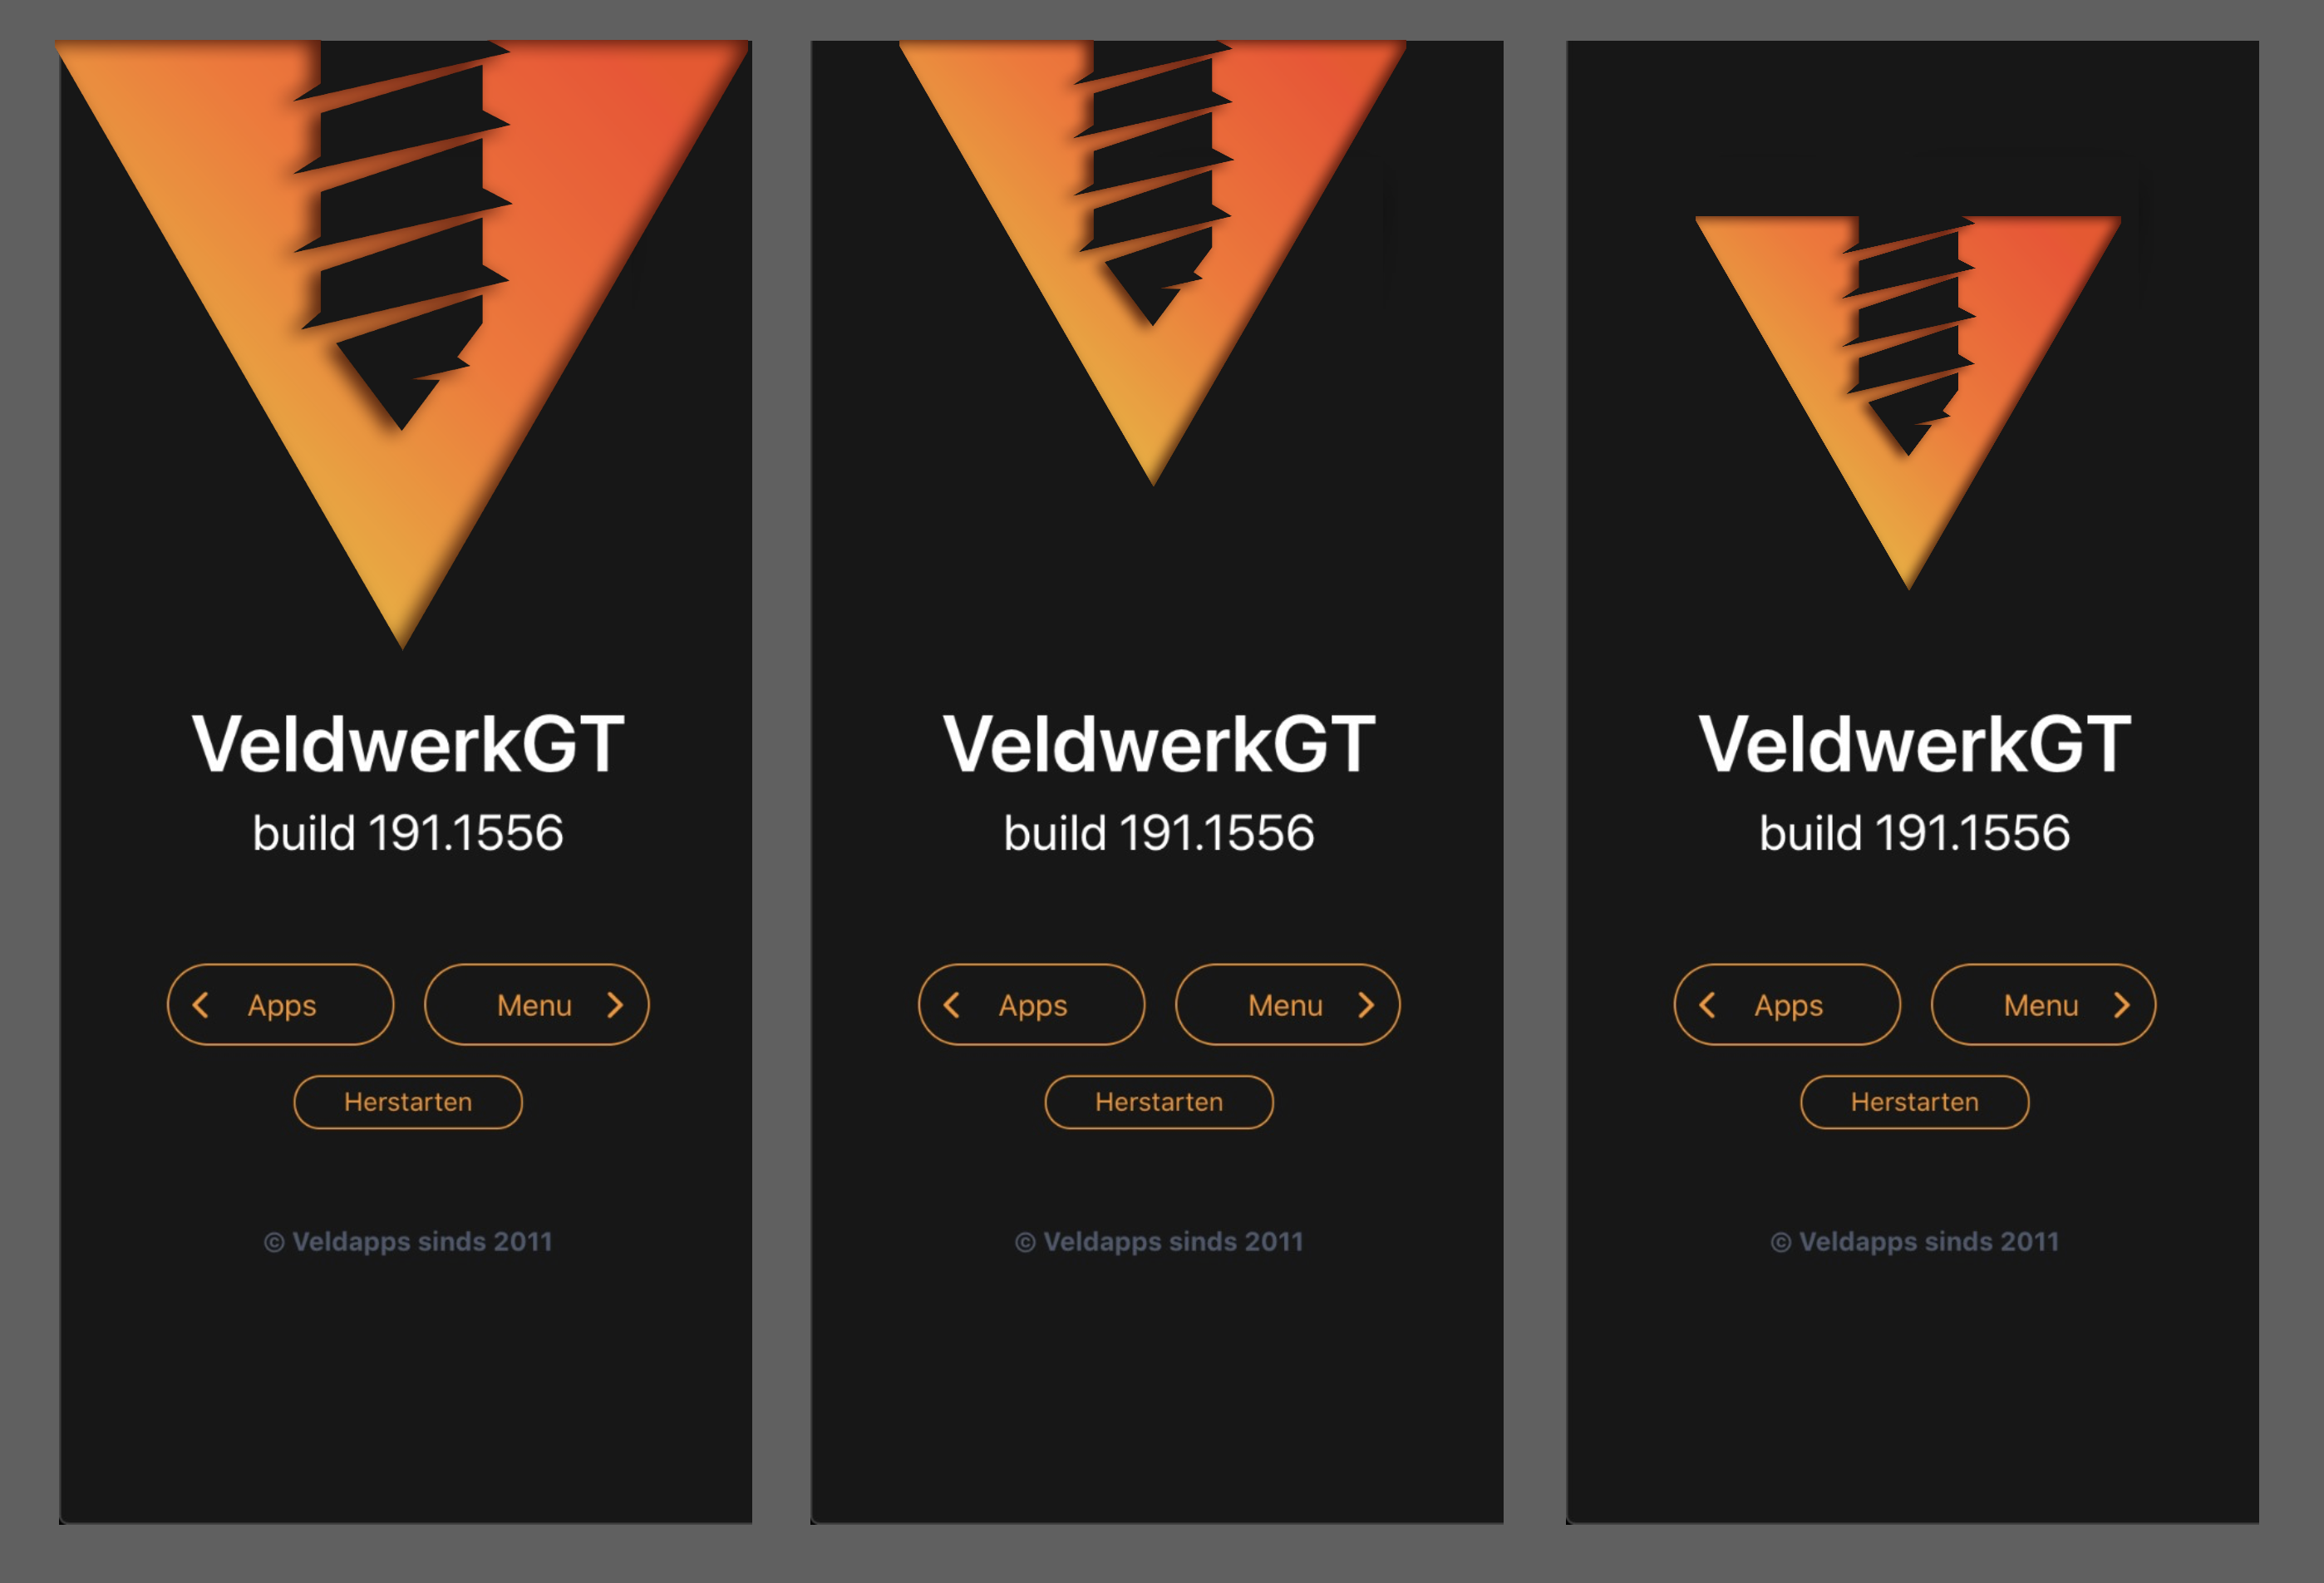 VeldwerkGT
build 191.1556
Apps
Menu
Herstarten
© Veldapps sinds 2011
VeldwerkGT
build 191.1556
Apps
Menu
Herstarten
© Veldapps sinds 2011
VeldwerkGT
build 191.1556
Apps
Menu
Herstarten
© Veldapps sinds 2011